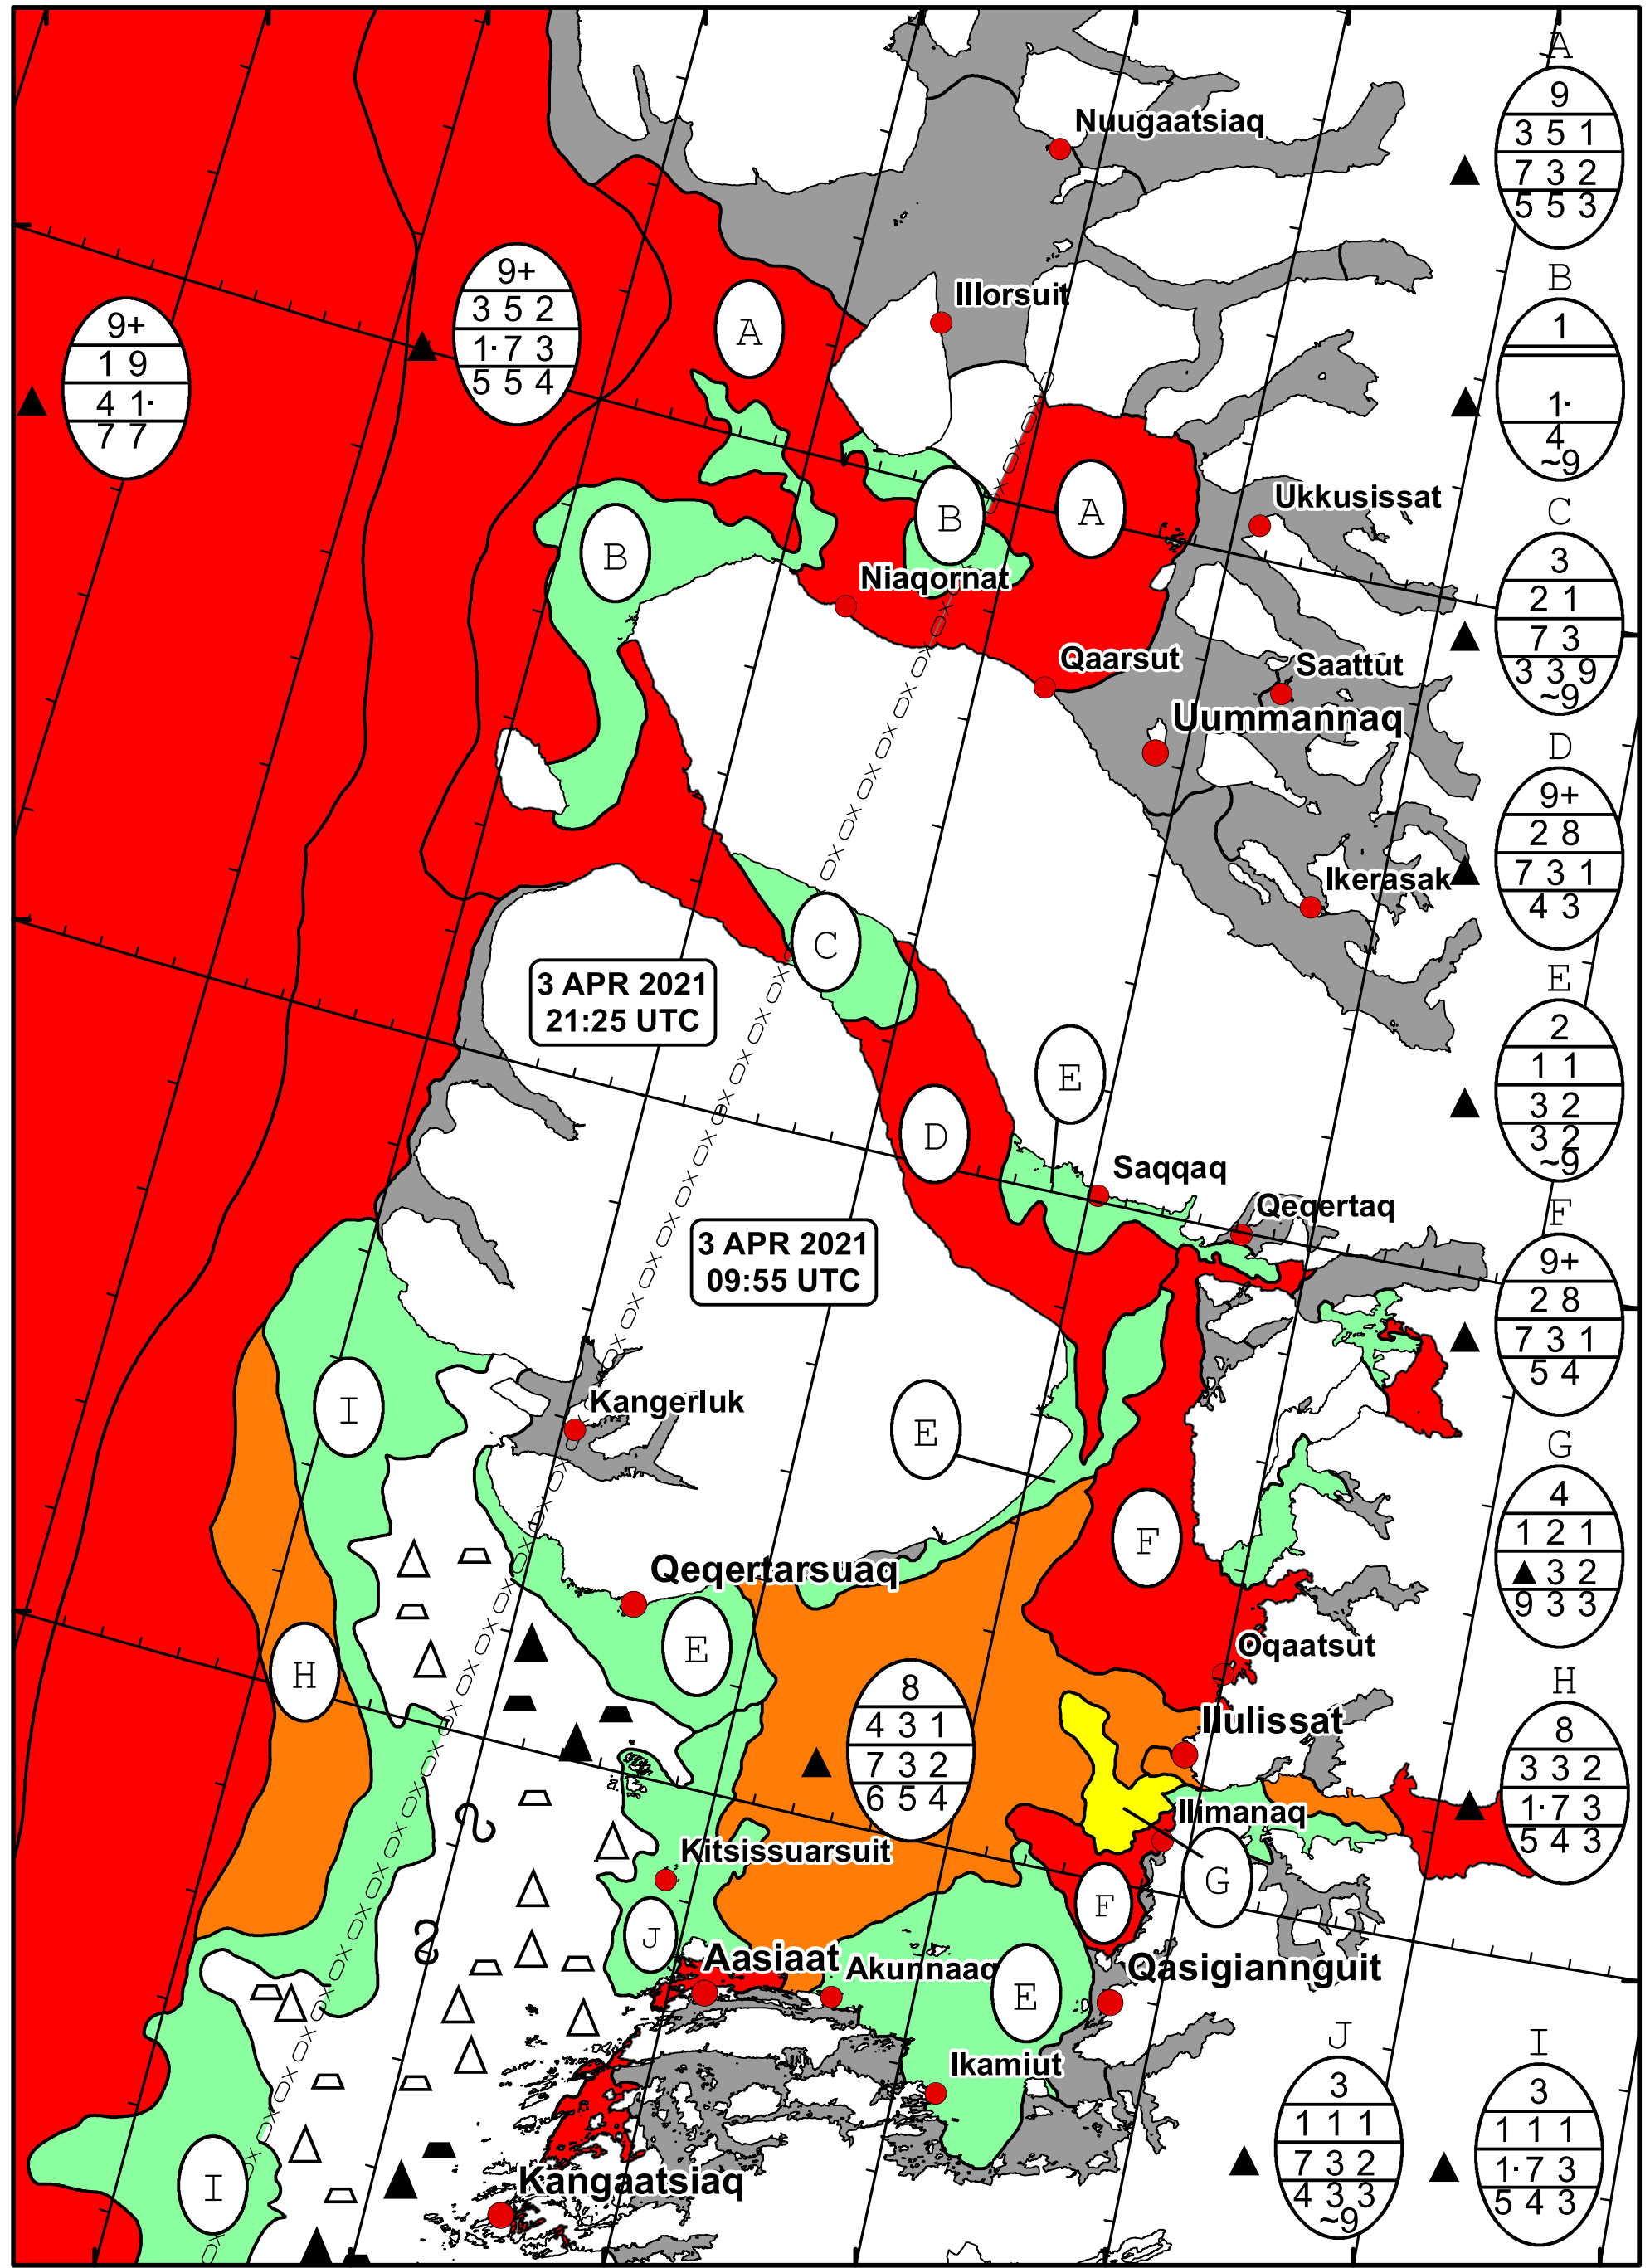 Nuugaatsiaq
Illorsuit
Ukkusissat
Niaqornat
Qaarsut
Saattut
Uummannaq
Ikerasak
3 APR 2021
21:25 UTC
Saqqaq
Qeqertaq
3 APR 2021
09:55 UTC
Kangerluk
Qeqertarsuaq
Oqaatsut
Ilulissat
Ilimanaq
Kitsissuarsuit
Aasiaat
Akunnaaq
Qasigiannguit
Ikamiut
Kangaatsiaq
9+
1 9
4 1·
7 7
9+
3 5 2
1·7 3
5 5 4
A
B
B
A
C
D
E
E
I
H
E
F
8
4 3 1
7 3 2
6 5 4
G
F
J
E
I
A
9
3 5 1
7 3 2
5 5 3
B
1
1·
4
~9
C
3
2 1
7 3
3 3 9
~9
D
9+
2 8
7 3 1
4 3
E
2
1 1
3 2
3 2
~9
F
9+
2 8
7 3 1
5 4
G
4
1 2 1
▲ 3 2
9 3 3
H
8
3 3 2
1·7 3
5 4 3
J
3
1 1 1
7 3 2
4 3 3
~9
I
3
1 1 1
1·7 3
5 4 3